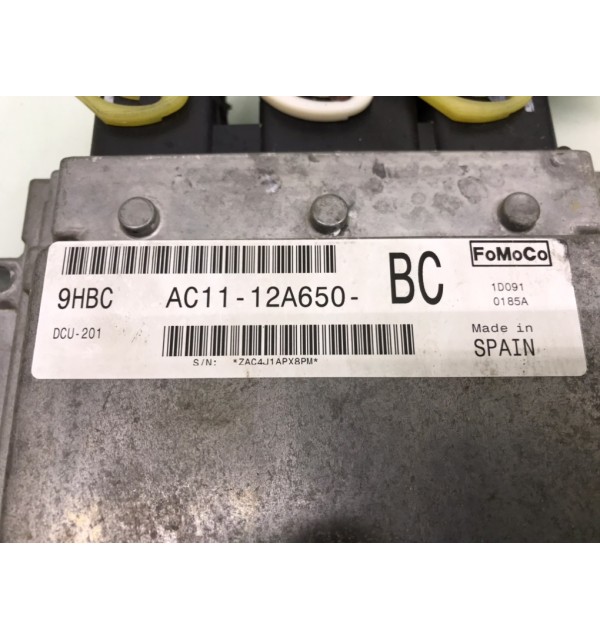 FoMoCo
9HBC AC11-12A650- BC
1D091
0185A
DCU-201
Made in
SPAIN
S/N: *ZAC4J1APX8PM*